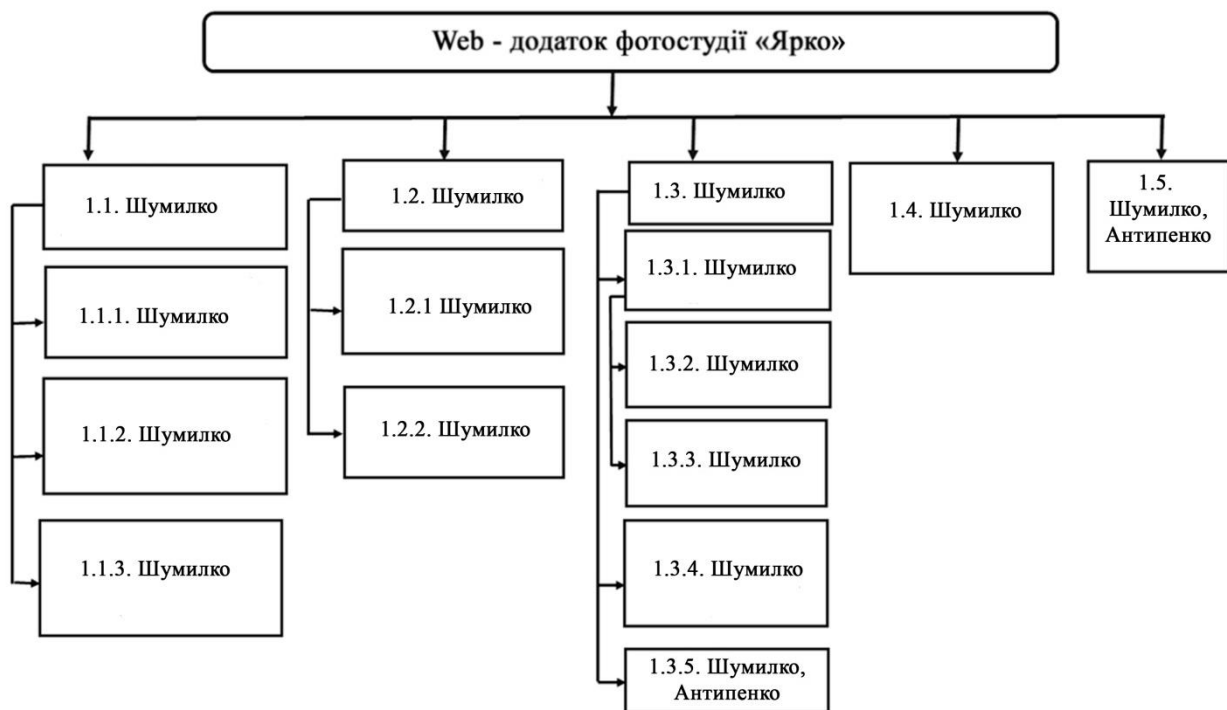 Web - додаток фотостудії «Ярко»
1.1. Шумилко
1.1.1. Шумилко
1.1.2. Шумилко
1.1.3. Шумилко
1.2. Шумилко
1.2.1 Шумилко
1.2.2. Шумилко
1.3. Шумилко
1.3.1. Шумилко
1.3.2. Шумилко
1.3.3. Шумилко
1.3.4. Шумилко
1.3.5. Шумилко,
Антипенко
1.4. Шумилко
1.5.
Шумилко,
Антипенко